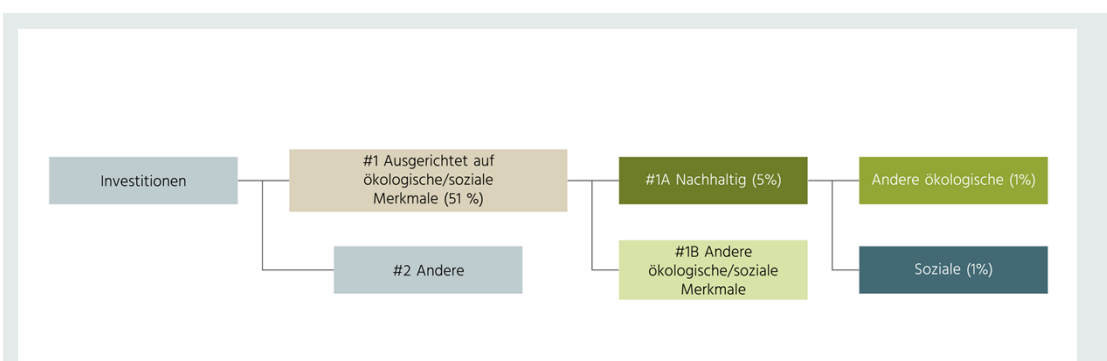 Investitionen
#1 Ausgerichtet auf
ökologische/soziale
Merkmale (51 %)
#2 Andere
#1A Nachhaltig (5%)
#1B Andere
ökologische/soziale
Merkmale
Andere ökologische (1%)
Soziale (1%)